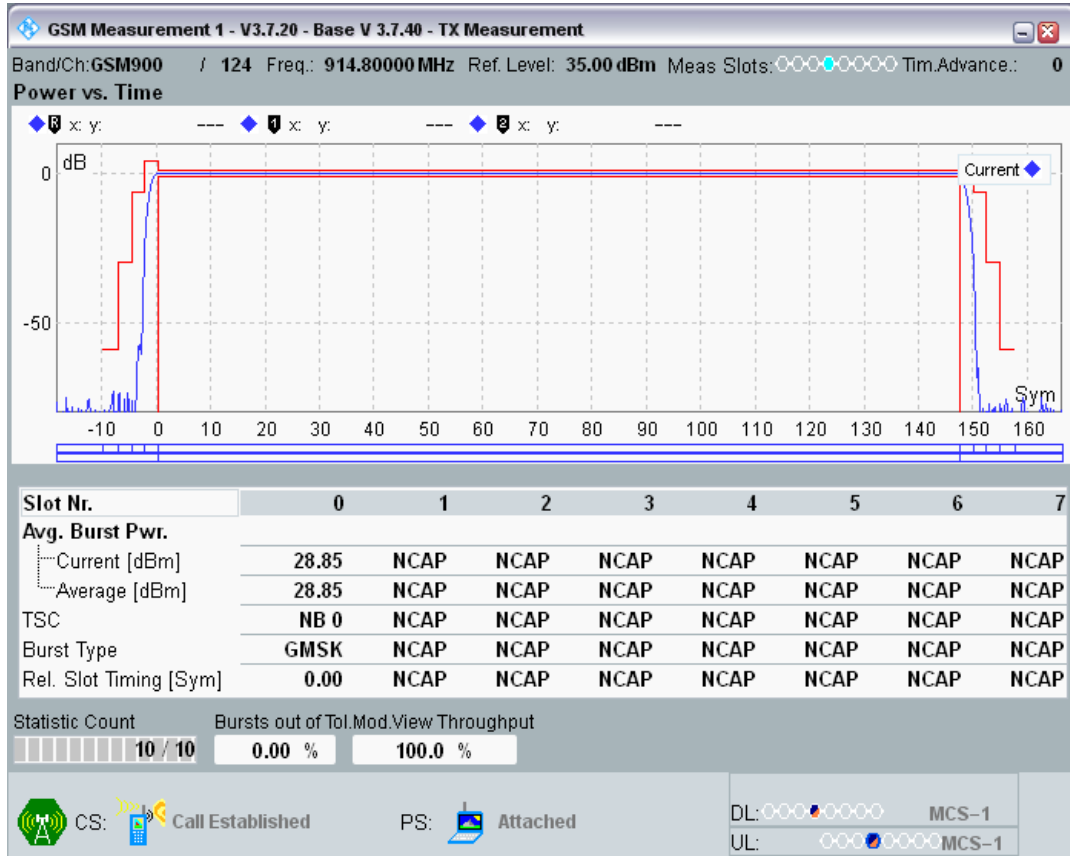 GSM Measurement 1 - V3.7.20 - Base V 3.7.40 - TX Measurement
Band/Ch:GSM900 / 124 Freq.: 914.80000 MHz Ref. Level: 35.00 dBm Meas Slots: Tim.Advance.: 0
Power vs. Time
R x: y: --- 1 x: y: --- 2 x: y: ---
dB
Current
0
-50
Sym
-10 0 10 20 30 40 50 60 70 80 90 100 110 120 130 140 150 160
Slot Nr. 0 1 2 3 4 5 6 7
Avg. Burst Pwr.
Current [dBm] 28.85 NCAP NCAP NCAP NCAP NCAP NCAP NCAP
Average [dBm] 28.85 NCAP NCAP NCAP NCAP NCAP NCAP NCAP
TSC NB 0 NCAP NCAP NCAP NCAP NCAP NCAP NCAP
Burst Type GMSK NCAP NCAP NCAP NCAP NCAP NCAP NCAP
Rel. Slot Timing [Sym] 0.00 NCAP NCAP NCAP NCAP NCAP NCAP NCAP
Statistic Count Bursts out of Tol. Mod.View Throughput
10 / 10 0.00 % 100.0 %
CS: Call Established PS: Attached DL: MCS-1
UL: MCS-1